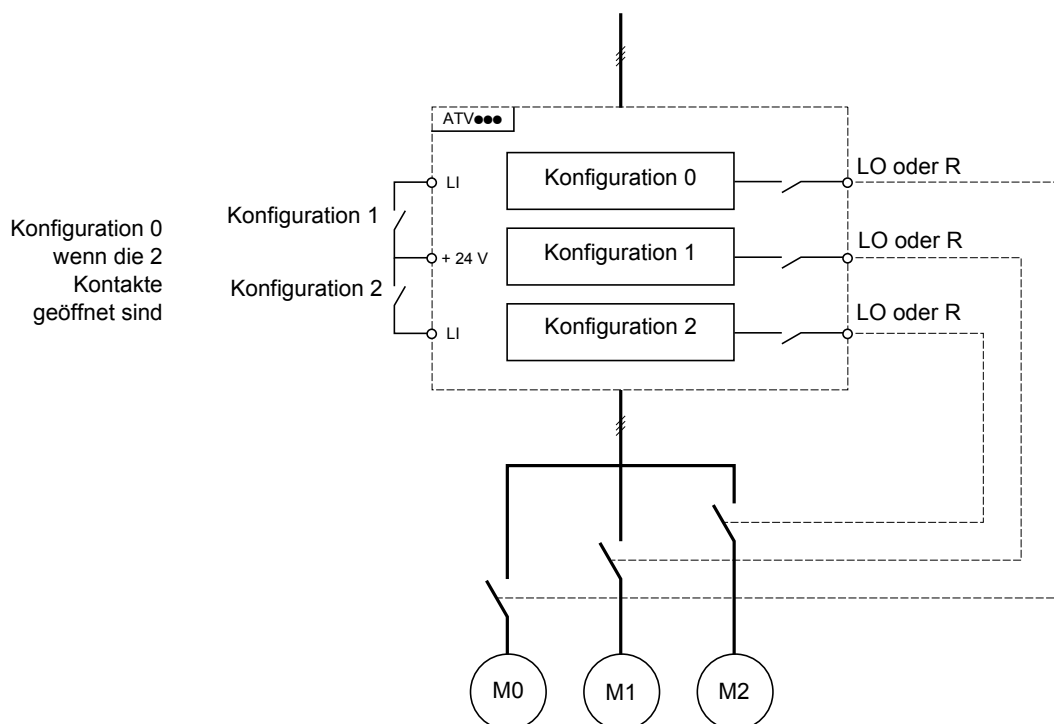 ATV●●●
LI
Konfiguration 0
LO oder R
Konfiguration 1
Konfiguration 0
wenn die 2
Kontakte
geöffnet sind
+ 24 V
Konfiguration 1
LO oder R
Konfiguration 2
LI
Konfiguration 2
LO oder R
M0
M1
M2